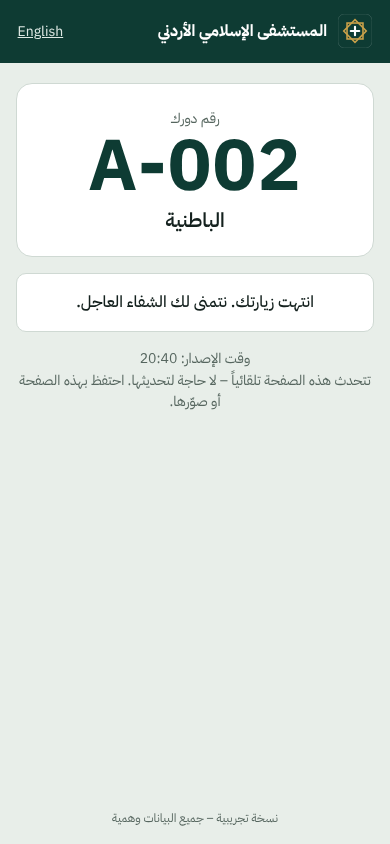 المستشفى الإسلامي الأردني
English
رقم دورك
A-002
الباطنية
انتهت زيارتك. نتمنى لك الشفاء العاجل.
وقت الإصدار: 20:40
تتحدث هذه الصفحة تلقائياً – لا حاجة لتحديثها. احتفظ بهذه الصفحة
أو صوّرها.
نسخة تجريبية – جميع البيانات وهمية